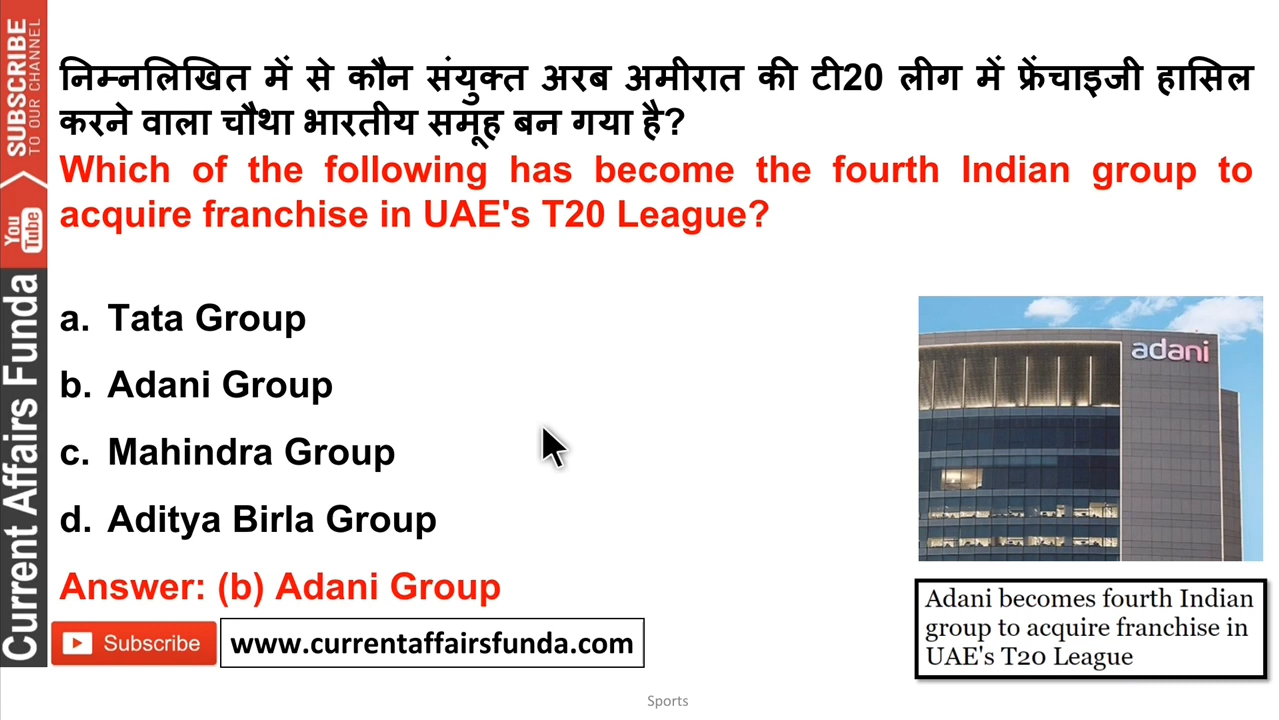 SUBSCRIBE
TO OUR CHANNEL
You
Tube
Current Affairs Funda
निम्नलिखित में से कौन संयुक्त अरब अमीरात की टी20 लीग में फ्रेंचाइजी हासिल
करने वाला चौथा भारतीय समूह बन गया है?
Which of the following has become the fourth Indian group to
acquire franchise in UAE's T20 League?
a. Tata Group
b. Adani Group
c. Mahindra Group
d. Aditya Birla Group
Answer: (b) Adani Group
adani
Adani becomes fourth Indian
group to acquire franchise in
UAE's T20 League
Subscribe
www.currentaffairsfunda.com
Sports